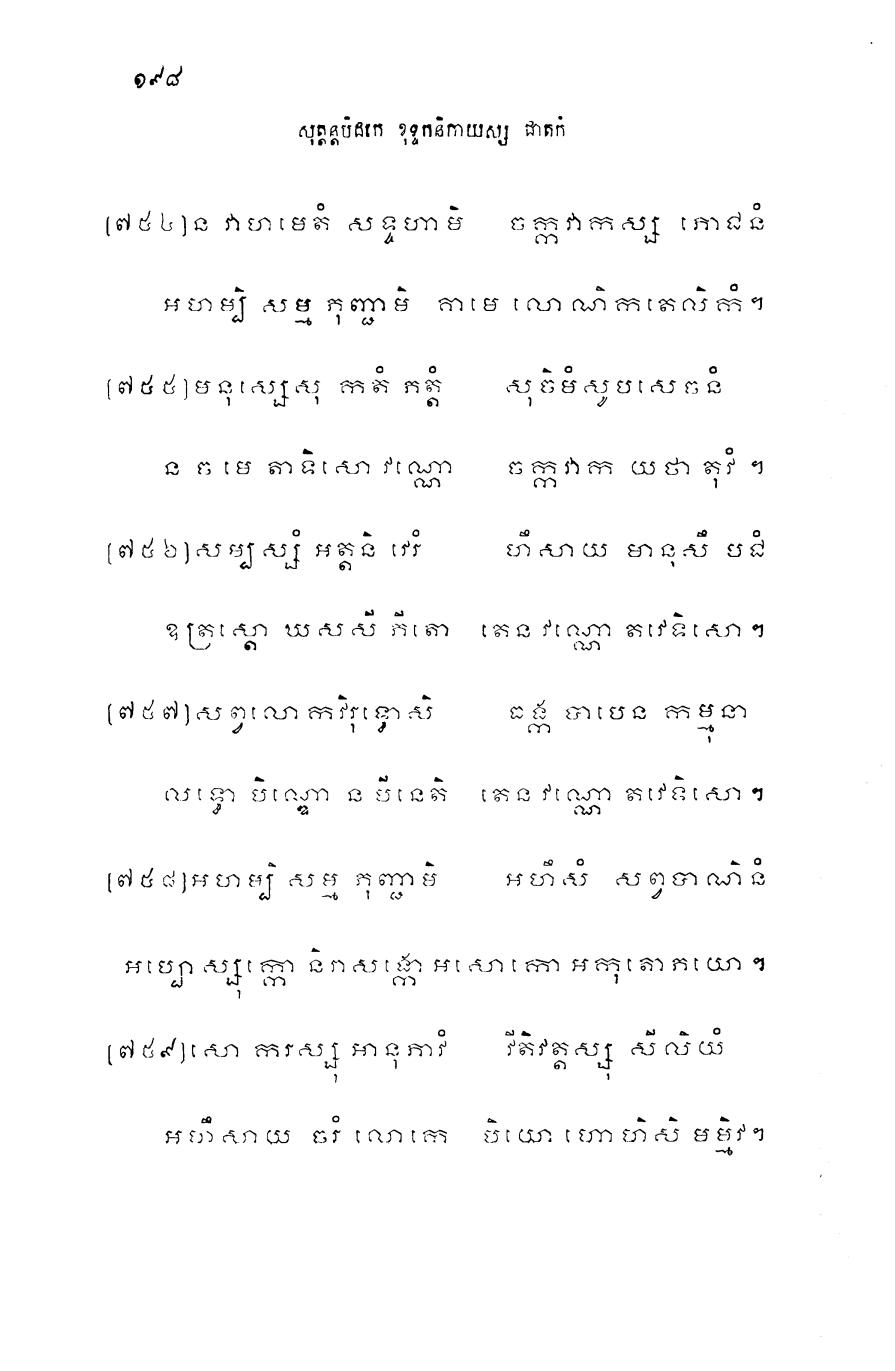 ១៩៨
សុត្តន្តបិដកេ ខុទ្ទកនិកាយស្ស ជាតកំ
[៧៥៤] ន វាហមេតំ សទ្ទហាមិ ចក្កវាកស្ស ភោជនំ
អហម្បិ សម្ម ភុញ្ជាមិ គាមេ លោណិកតេលិកំ។
[៧៥៥] មនុស្សេសុ កតំ ភត្តំ សុចិមំសូបសេចនំ
ន ច មេ តាទិសោ វណ្ណោ ចក្កវាក យថា តុវំ ។
[៧៥៦] សម្បស្សំ អត្តនិ វេរំ ហឹសាយ មានុសឹ បជំ
ឧត្រស្តោ ឃសសី ភីតោ តេន វណ្ណោ តវេទិសោ។
[៧៥៧] សព្វលោកវិរុទ្ធោសិ ធង្ក បាបេន កម្មុនា
លទ្ធោ បិណ្ឌោ ន បីនេតិ តេន វណ្ណោ តវេទិសោ។
[៧៥៨] អហម្បិ សម្ម ភុញ្ជាមិ អហឹសំ សព្វបាណិនំ
អប្បោស្សុក្កោ និរាសង្កោ អសោកោ អកុតោភយោ។
[៧៥៩] សោ ករស្សុ អានុភាវំ វីតិវត្តស្សុ សីលិយំ
អហឹសាយ ចរំ លោកេ បិយោ ហោហិសិ មម្មិវ។